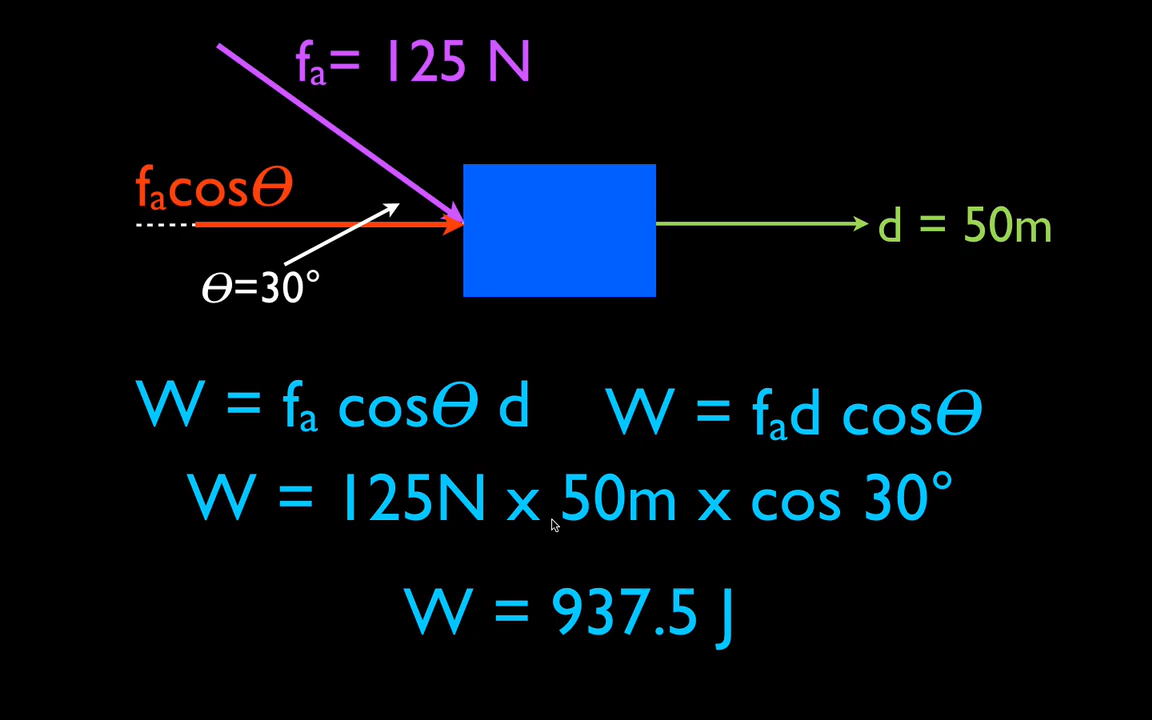 fₐ= 125 N
fₐcosθ
d = 50m
θ=30°
W = fₐ cosθ d
W = fₐd cosθ
W = 125N x 50m x cos 30°
W = 937.5 J